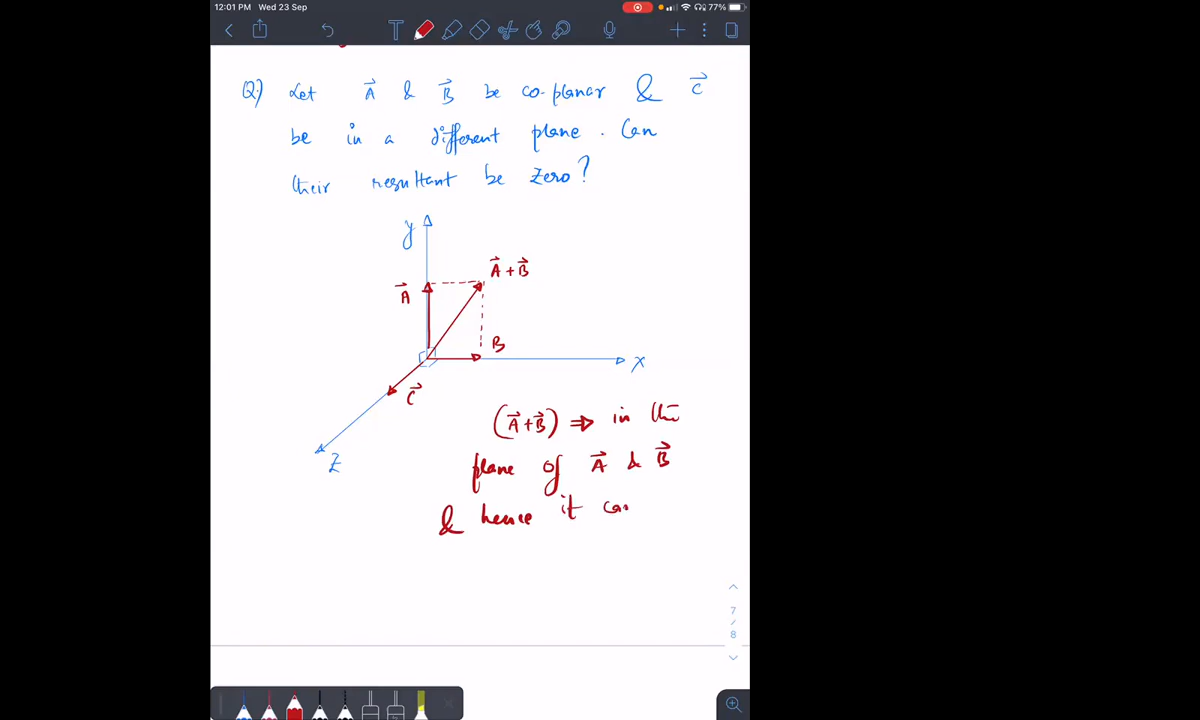 12:01 PM Wed 23 Sep
77%
T
Q) Let A⃗ & B⃗ be co-planar & C⃗
be in a different plane. Can
their resultant be zero?
y
A⃗ + B⃗
A⃗
B
x
C⃗
z
(A⃗+B⃗) ⇒ in the
plane of A⃗ & B⃗
& hence it can
7
/
8